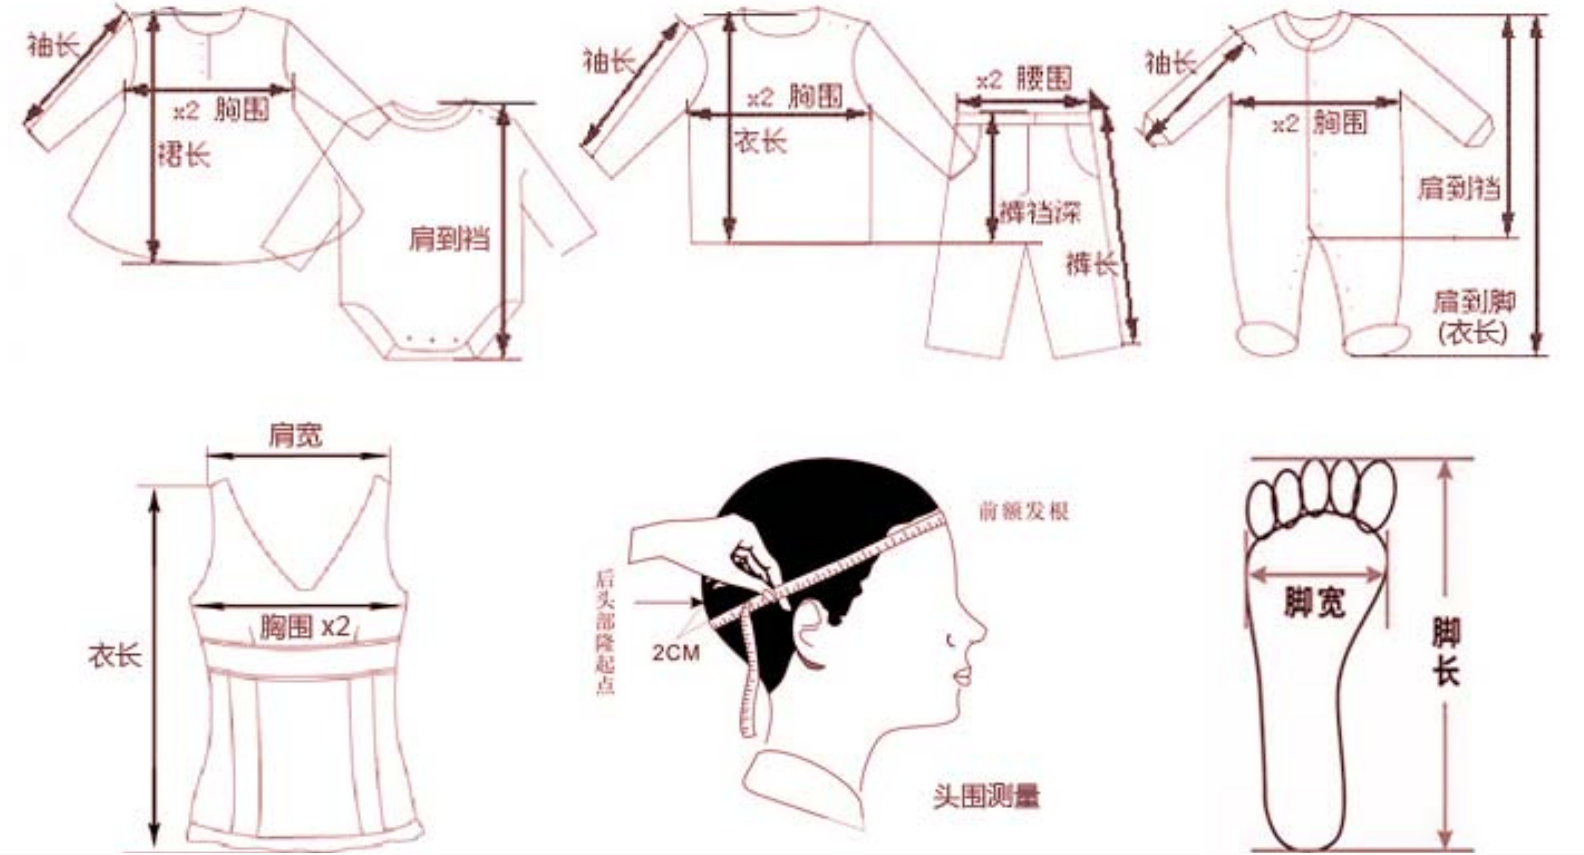 袖长
x2 胸围
裙长
肩到裆
袖长
x2 胸围
衣长
x2 腰围
裤裆深
裤长
袖长
x2 胸围
肩到裆
肩到脚
(衣长)
肩宽
胸围 x2
衣长
前额发根
后头部隆起点
2CM
头围测量
脚宽
脚长